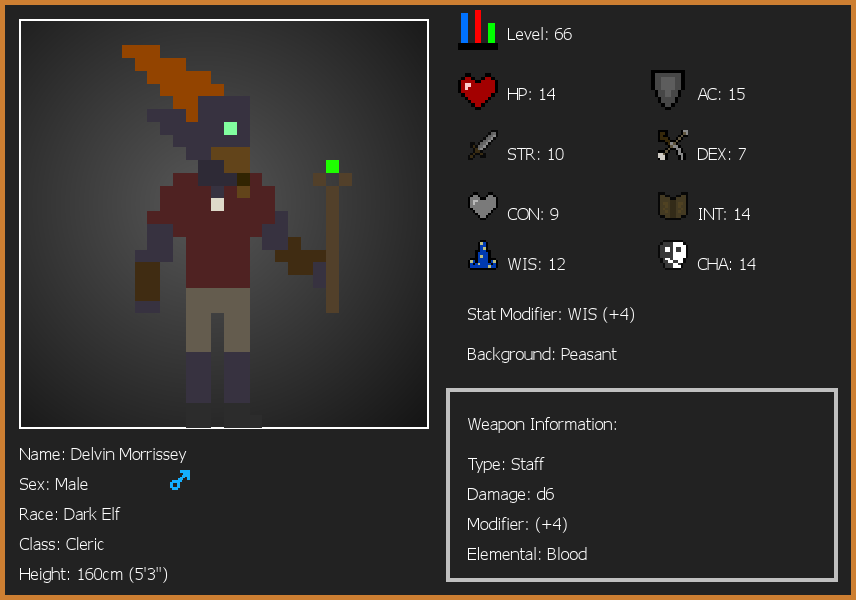 Level: 66
HP: 14
AC: 15
STR: 10
DEX: 7
CON: 9
INT: 14
WIS: 12
CHA: 14
Stat Modifier: WIS (+4)
Background: Peasant
Weapon Information:
Type: Staff
Damage: d6
Modifier: (+4)
Elemental: Blood
Name: Delvin Morrissey
Sex: Male
Race: Dark Elf
Class: Cleric
Height: 160cm (5'3")